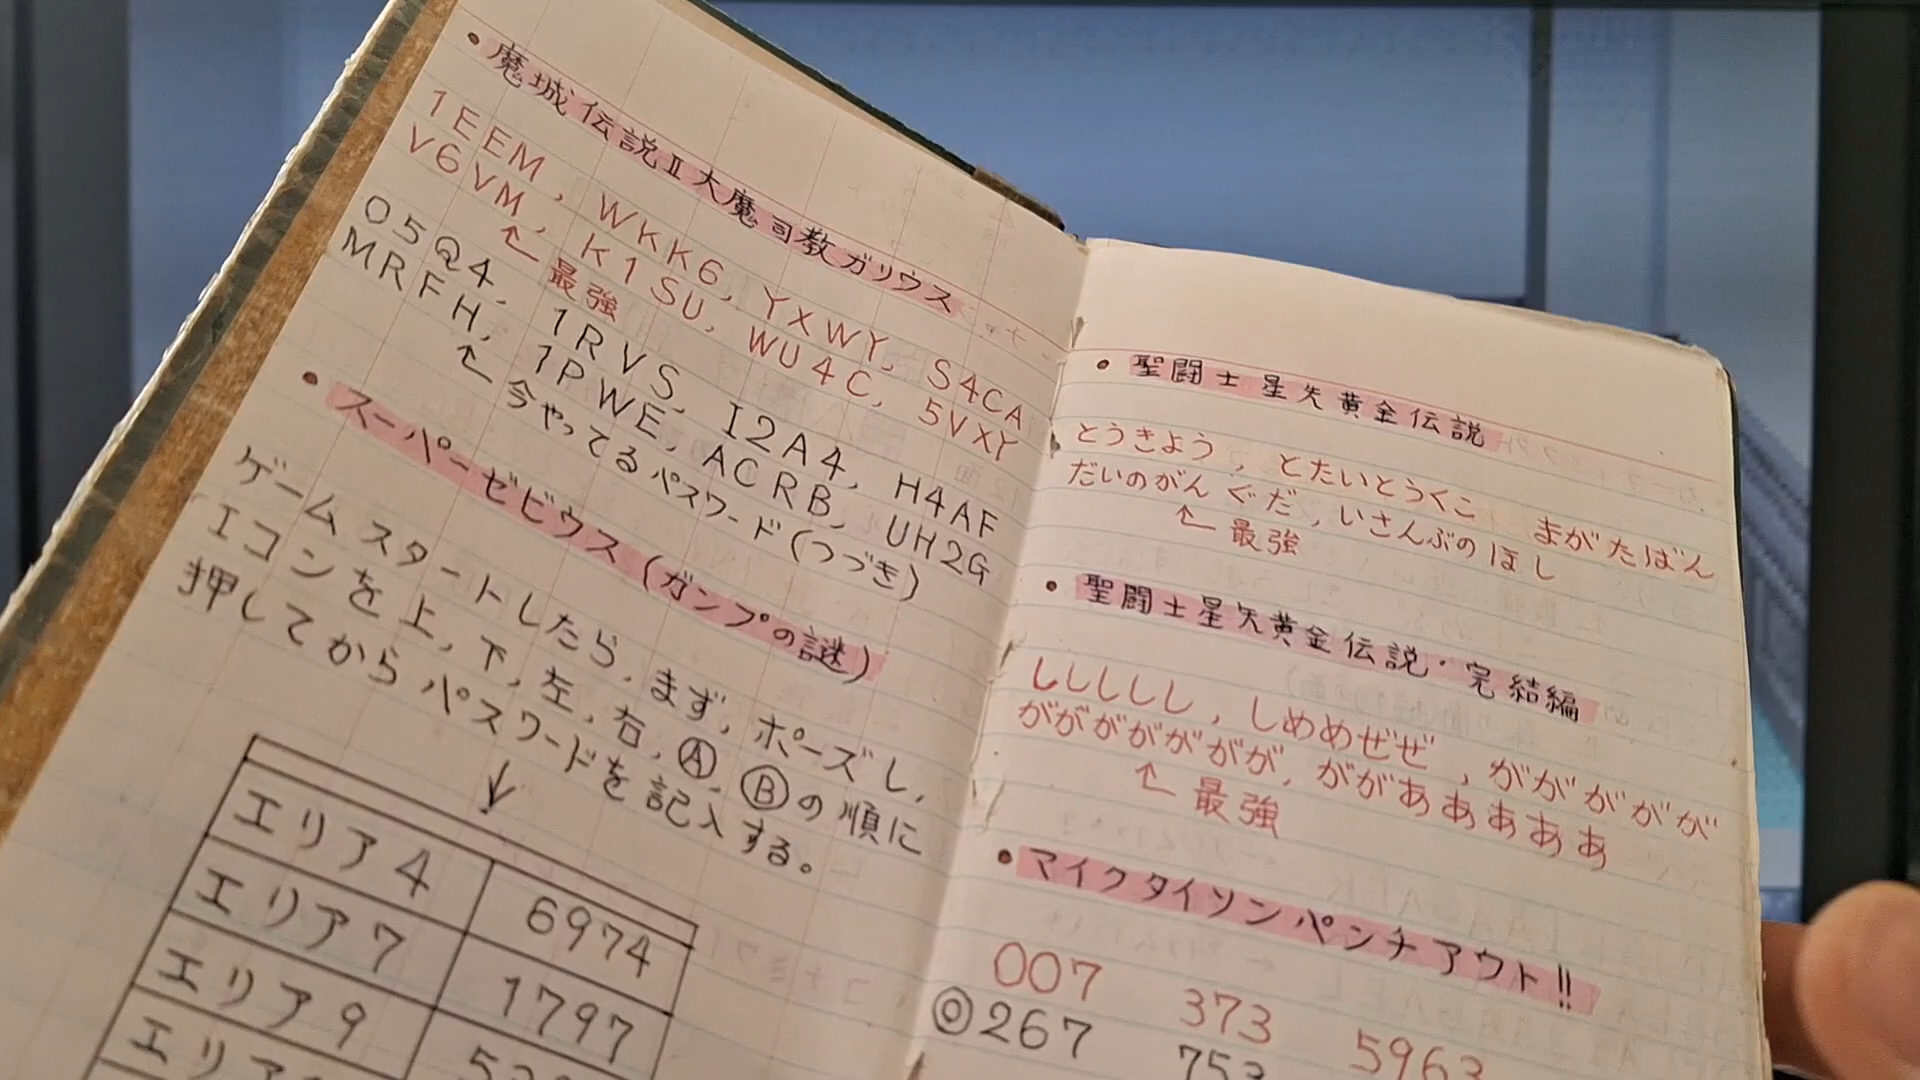 • 魔城伝説Ⅱ大魔司教ガリウス
1EEM, WKK6, YXWY, S4CA
V6VM, K1SU, WU4C, 5VXY
↑ 最強
05Q4, 1RVS, I2A4, H4AF
MRFH, 1PWE, ACRB, UH2G
↑ 今やってるパスワード(つづき)
• スーパーゼビウス(ガンプの謎)
ゲームスタートしたら,まず,ポーズし,
Iコンを上,下,左,右,Ⓐ,Ⓑの順に
押してからパスワードを記入する。
↓
エリア4 6974
エリア7 1797
エリア9
エリア
• 聖闘士星矢黄金伝説
とうきよう, とたいとうくこ まがたばん
だいのがんぐだ, いさんぶのほし
↑ 最強
• 聖闘士星矢黄金伝説・完結編
ししししし, しめめぜぜ, ががががが
がががががががが, ががあああああ
↑ 最強
• マイクタイソンパンチアウト!!
007 373 5963
◎267 753